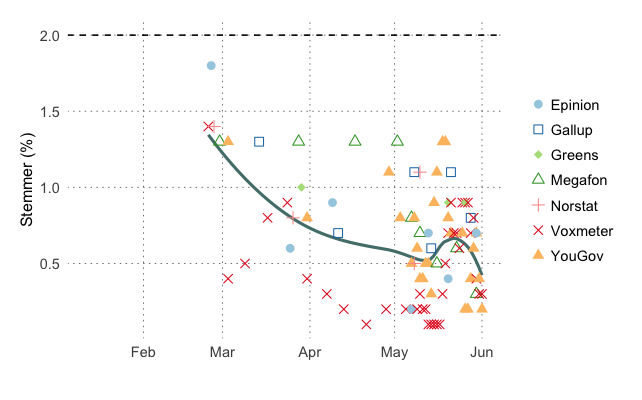 2.0
1.5
1.0
0.5
Stemmer (%)
Feb Mar Apr May Jun
Epinion
Gallup
Greens
Megafon
Norstat
Voxmeter
YouGov